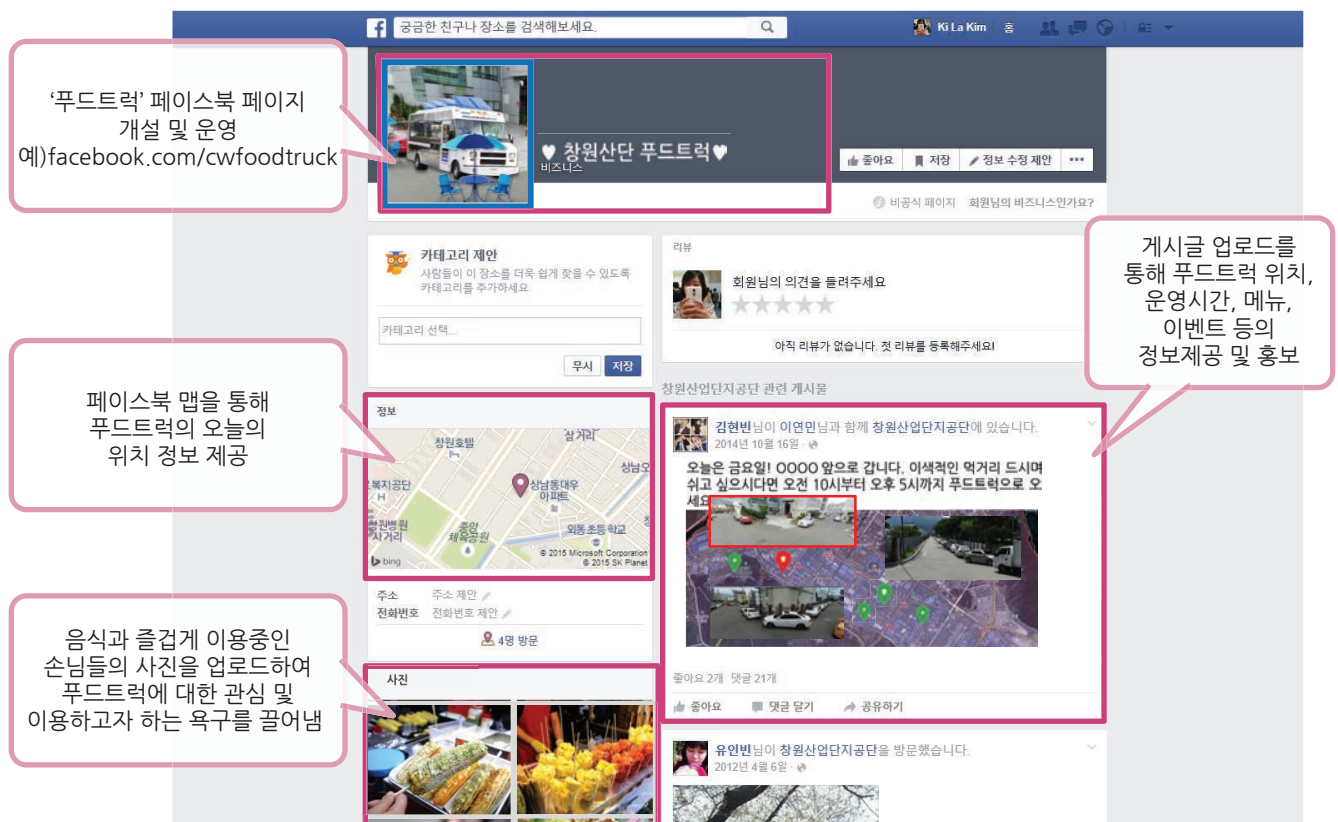 궁금한 친구나 장소를 검색해보세요.
Ki La Kim 홈
‘푸드트럭’ 페이스북 페이지
개설 및 운영
예)facebook.com/cwfoodtruck
♥ 창원산단 푸드트럭♥
비즈니스
좋아요 저장 정보 수정 제안 •••
비공식 페이지 회원님의 비즈니스인가요?
카테고리 제안
사람들이 이 장소를 더욱 쉽게 찾을 수 있도록
카테고리를 추가하세요
카테고리 선택...
무시 저장
리뷰
회원님의 의견을 들려주세요
아직 리뷰가 없습니다. 첫 리뷰를 등록해주세요!
게시글 업로드를
통해 푸드트럭 위치,
운영시간, 메뉴,
이벤트 등의
정보제공 및 홍보
페이스북 맵을 통해
푸드트럭의 오늘의
위치 정보 제공
정보
창원호텔
삼거리
상남오
복지공단
상남동대우
아파트
창원병원
사거리
중앙
체육공원
외동초등학교
창
© 2015 Microsoft Corporation
© 2015 SK Planet
bing
주소 주소 제안
전화번호 전화번호 제안
4명 방문
창원산업단지공단 관련 게시물
김현빈님이 이연민님과 함께 창원산업단지공단에 있습니다.
2014년 10월 16일 ·
오늘은 금요일! OOOO 앞으로 갑니다. 이색적인 먹거리 드시며
쉬고 싶으시다면 오전 10시부터 오후 5시까지 푸드트럭으로 오
세요
좋아요 2개 댓글 21개
좋아요 댓글 달기 공유하기
음식과 즐겁게 이용중인
손님들의 사진을 업로드하여
푸드트럭에 대한 관심 및
이용하고자 하는 욕구를 끌어냄
사진
유인빈님이 창원산업단지공단을 방문했습니다.
2012년 4월 6일 ·